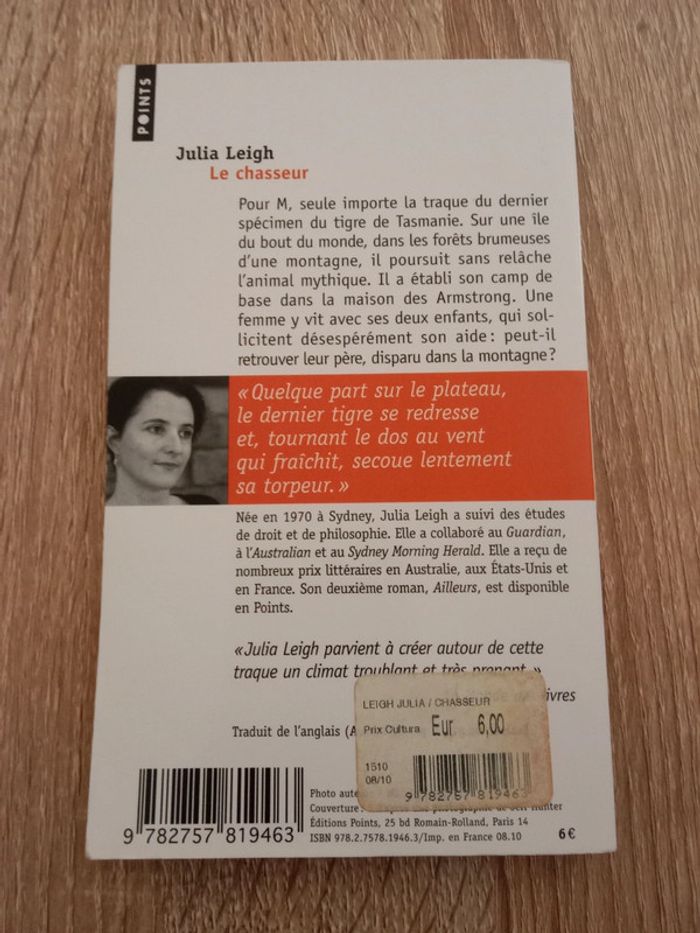 POINTS
Julia Leigh
Le chasseur
Pour M, seule importe la traque du dernier
spécimen du tigre de Tasmanie. Sur une île
du bout du monde, dans les forêts brumeuses
d'une montagne, il poursuit sans relâche
l'animal mythique. Il a établi son camp de
base dans la maison des Armstrong. Une
femme y vit avec ses deux enfants, qui sol-
licitent désespérément son aide : peut-il
retrouver leur père, disparu dans la montagne ?
« Quelque part sur le plateau,
le dernier tigre se redresse
et, tournant le dos au vent
qui fraîchit, secoue lentement
sa torpeur. »
Née en 1970 à Sydney, Julia Leigh a suivi des études
de droit et de philosophie. Elle a collaboré au Guardian,
à l'Australian et au Sydney Morning Herald. Elle a reçu de
nombreux prix littéraires en Australie, aux États-Unis et
en France. Son deuxième roman, Ailleurs, est disponible
en Points.
« Julia Leigh parvient à créer autour de cette
traque un climat troublant et très prenant. »
ivres
Traduit de l'anglais (A
LEIGH JULIA / CHASSEUR
Prix Cultura Eur 6,00
1510
08/10
9 782757 819463
9 782757 819463
Photo
Couverture :
Éditions Points, 25 bd Romain-Rolland, Paris 14
ISBN 978.2.7578.1946.3/Imp. en France 08.10
6 €